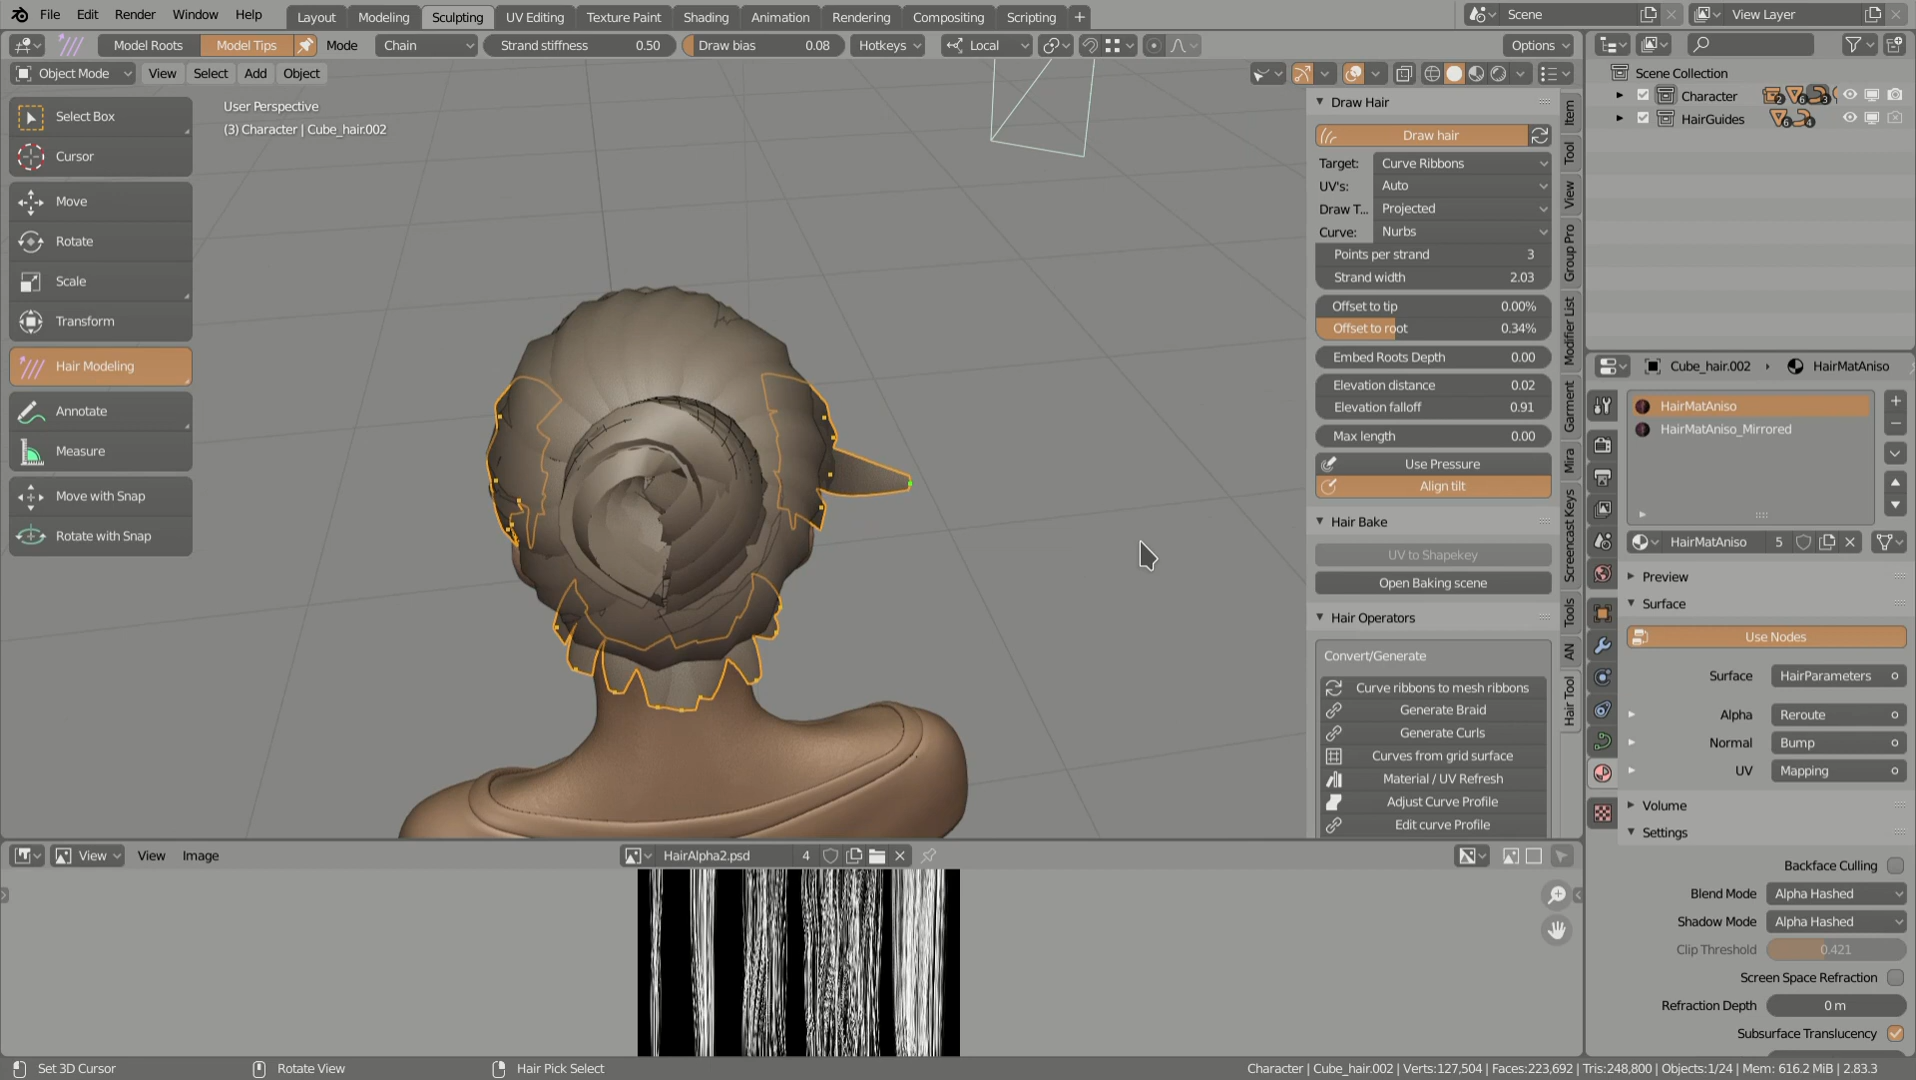 File Edit Render Window Help Layout Modeling Sculpting UV Editing Texture Paint Shading Animation Rendering Compositing Scripting + Scene View Layer
Model Roots Model Tips Mode Chain Strand stiffness 0.50 Draw bias 0.08 Hotkeys Local Options
Object Mode View Select Add Object
User Perspective
(3) Character | Cube_hair.002
Select Box
Cursor
Move
Rotate
Scale
Transform
Hair Modeling
Annotate
Measure
Move with Snap
Rotate with Snap
Draw Hair
Draw hair
Target: Curve Ribbons
UV's: Auto
Draw T... Projected
Curve: Nurbs
Points per strand 3
Strand width 2.03
Offset to tip 0.00%
Offset to root 0.34%
Embed Roots Depth 0.00
Elevation distance 0.02
Elevation falloff 0.91
Max length 0.00
Use Pressure
Align tilt
Hair Bake
UV to Shapekey
Open Baking scene
Hair Operators
Convert/Generate
Curve ribbons to mesh ribbons
Generate Braid
Generate Curls
Curves from grid surface
Material / UV Refresh
Adjust Curve Profile
Edit curve Profile
Item
Tool
View
Group Pro
Modifier List
Garment
Mira
Screencast Keys
Tools
AN
Hair Tool
Scene Collection
Character 2 6 3
HairGuides 6 4
Cube_hair.002 HairMatAniso
HairMatAniso
HairMatAniso_Mirrored
HairMatAniso 5
Preview
Surface
Use Nodes
Surface HairParameters
Alpha Reroute
Normal Bump
UV Mapping
Volume
Settings
Backface Culling
Blend Mode Alpha Hashed
Shadow Mode Alpha Hashed
Clip Threshold 0.421
Screen Space Refraction
Refraction Depth 0 m
Subsurface Translucency
View View Image HairAlpha2.psd 4
Set 3D Cursor Rotate View Hair Pick Select Character | Cube_hair.002 | Verts:127,504 | Faces:223,692 | Tris:248,800 | Objects:1/24 | Mem: 616.2 MiB | 2.83.3